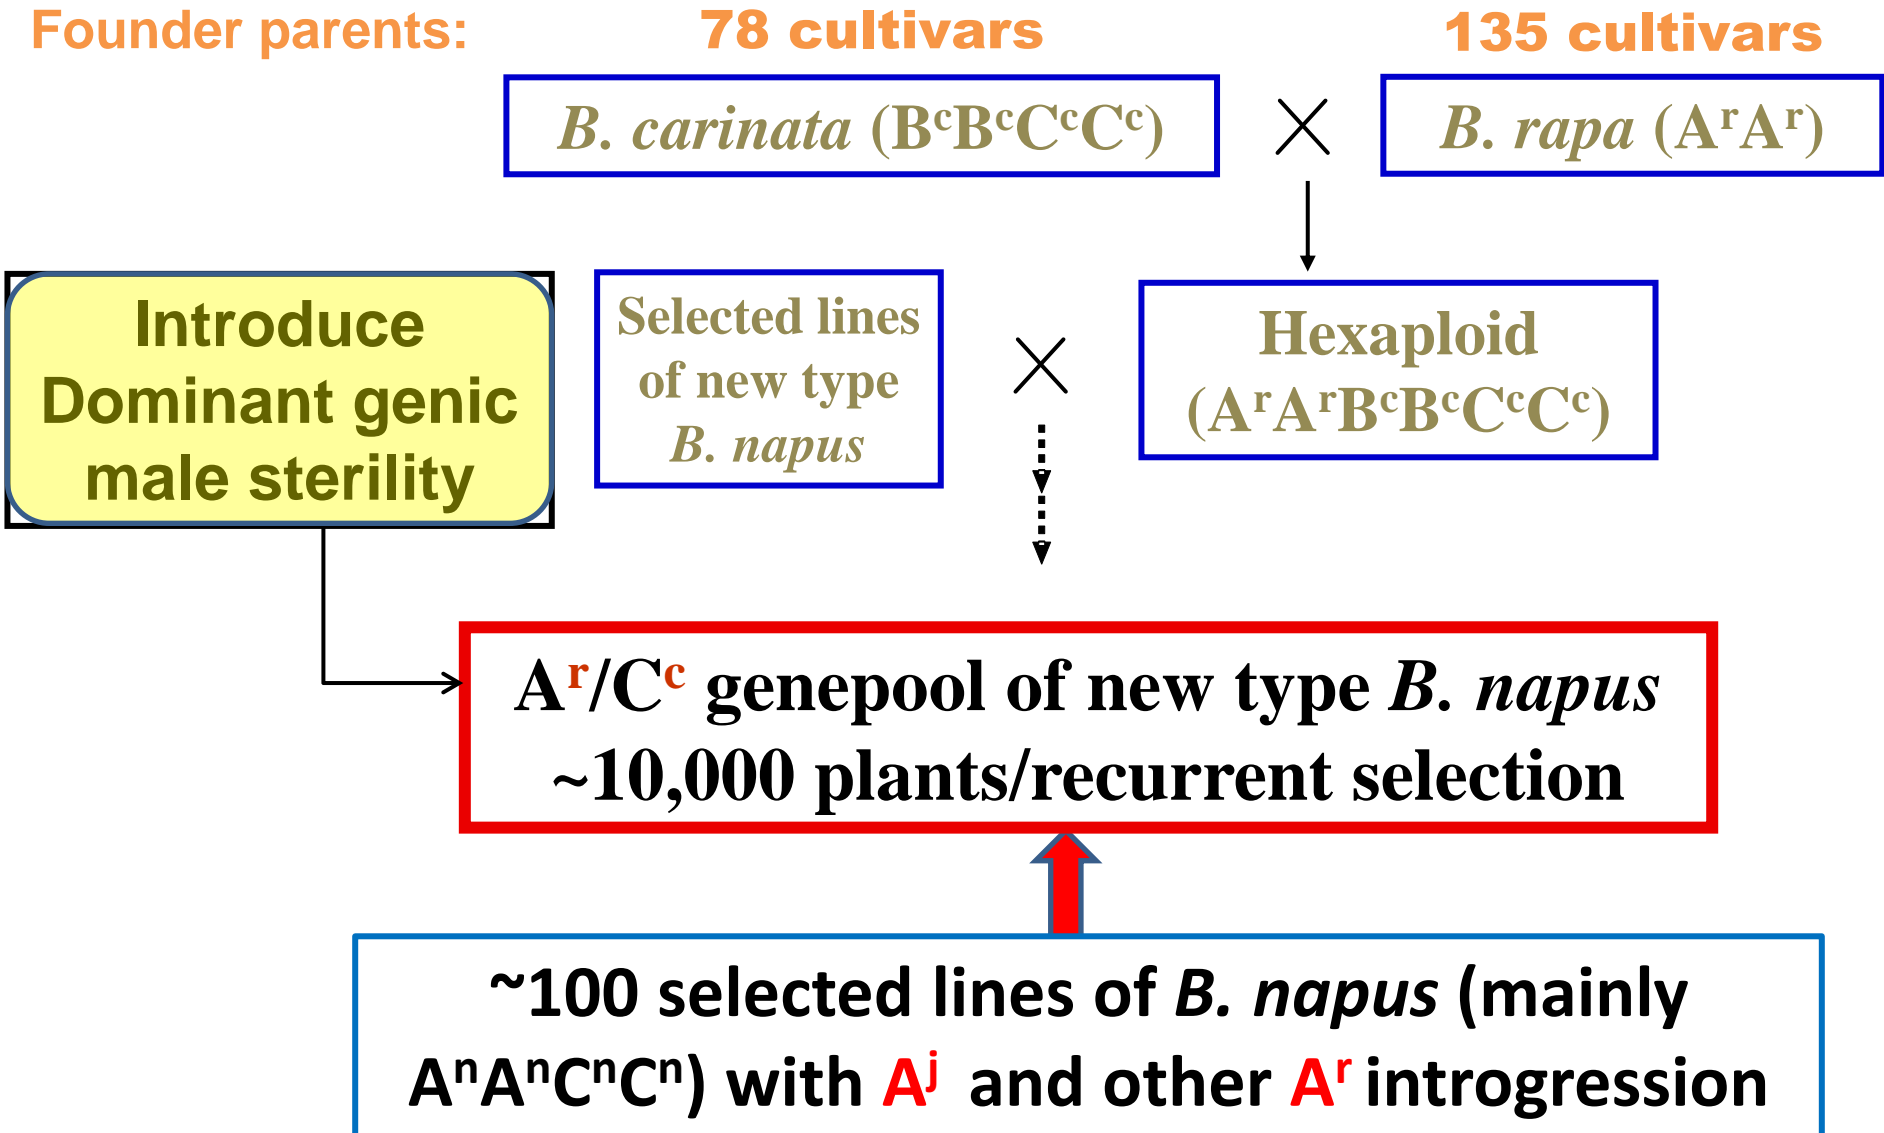 Founder parents: 78 cultivars 135 cultivars
B. carinata (BᶜBᶜCᶜCᶜ) B. rapa (AʳAʳ)
Introduce
Dominant genic
male sterility
Selected lines
of new type
B. napus
Hexaploid
(AʳAʳBᶜBᶜCᶜCᶜ)
Aʳ/Cᶜ genepool of new type B. napus
~10,000 plants/recurrent selection
~100 selected lines of B. napus (mainly
AⁿAⁿCⁿCⁿ) with Aʲ and other Aʳ introgression